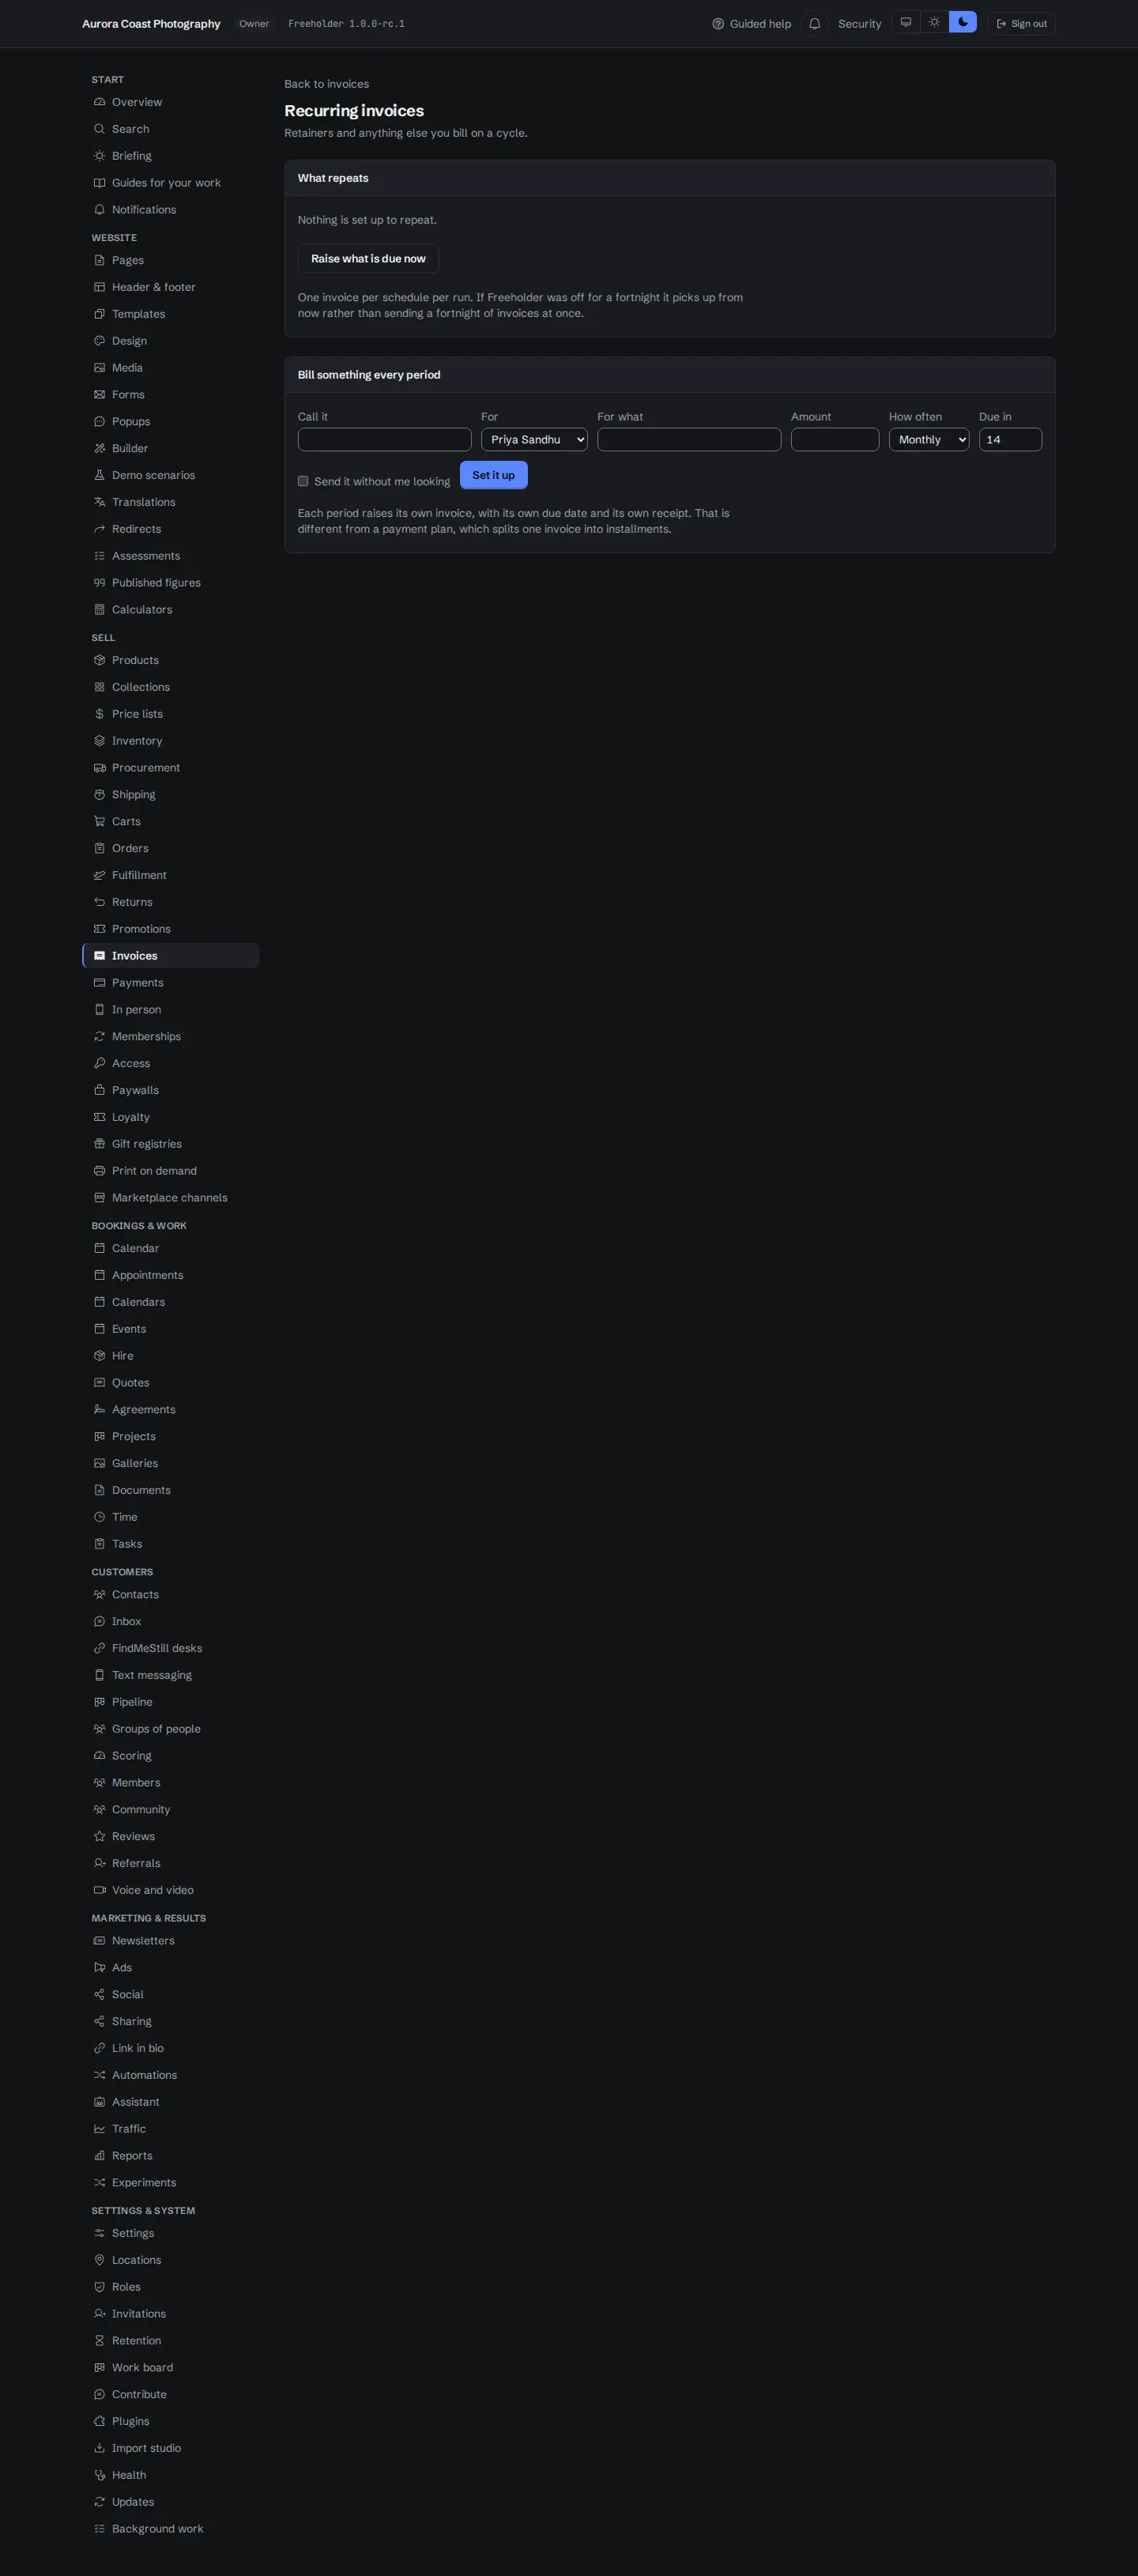 Aurora Coast Photography
Owner
Freeholder 1.0.0-rc.1
Guided help
Security
Sign out
START
Overview
Search
Briefing
Guides for your work
Notifications
WEBSITE
Pages
Header & footer
Templates
Design
Media
Forms
Popups
Builder
Demo scenarios
Translations
Redirects
Assessments
Published figures
Calculators
SELL
Products
Collections
Price lists
Inventory
Procurement
Shipping
Carts
Orders
Fulfillment
Returns
Promotions
Invoices
Payments
In person
Memberships
Access
Paywalls
Loyalty
Gift registries
Print on demand
Marketplace channels
BOOKINGS & WORK
Calendar
Appointments
Calendars
Events
Hire
Quotes
Agreements
Projects
Galleries
Documents
Time
Tasks
CUSTOMERS
Contacts
Inbox
FindMeStill desks
Text messaging
Pipeline
Groups of people
Scoring
Members
Community
Reviews
Referrals
Voice and video
MARKETING & RESULTS
Newsletters
Ads
Social
Sharing
Link in bio
Automations
Assistant
Traffic
Reports
Experiments
SETTINGS & SYSTEM
Settings
Locations
Roles
Invitations
Retention
Work board
Contribute
Plugins
Import studio
Health
Updates
Background work
Back to invoices
Recurring invoices
Retainers and anything else you bill on a cycle.
What repeats
Nothing is set up to repeat.
Raise what is due now
One invoice per schedule per run. If Freeholder was off for a fortnight it picks up from
now rather than sending a fortnight of invoices at once.
Bill something every period
Call it
For
For what
Amount
How often
Due in
Priya Sandhu
Monthly
14
Send it without me looking
Set it up
Each period raises its own invoice, with its own due date and its own receipt. That is
different from a payment plan, which splits one invoice into installments.